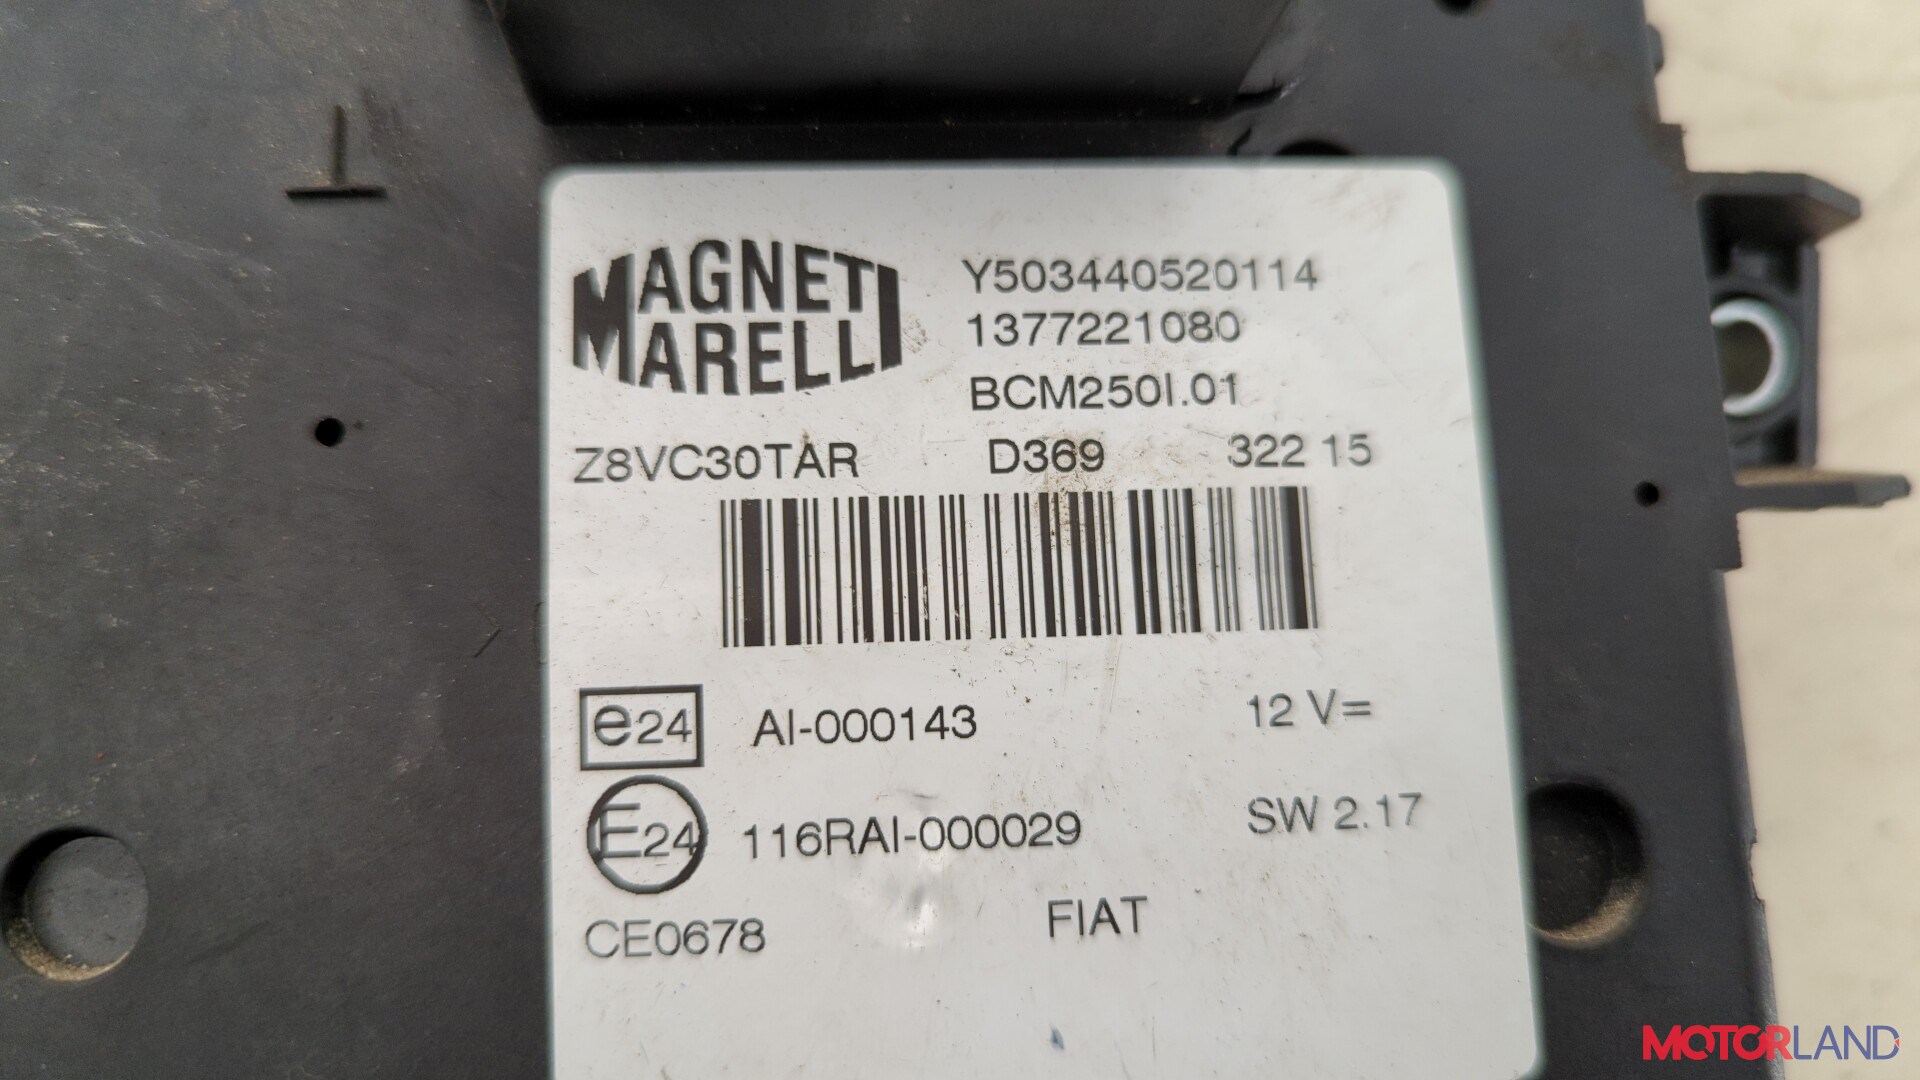 MAGNETI
MARELLI
Y503440520114
1377221080
BCM250I.01
Z8VC30TAR D369 322 15
e24 AI-000143 12 V=
E24 116RAI-000029 SW 2.17
CE0678 FIAT
MOTORLAND